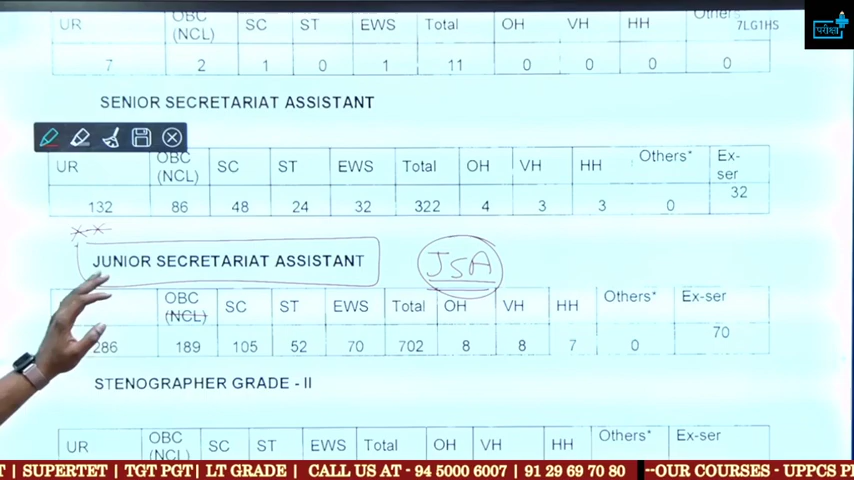 UR OBC (NCL) SC ST EWS Total OH VH HH Others
7LG1HS
परीक्षा
7 2 1 0 1 11 0 0 0 0
SENIOR SECRETARIAT ASSISTANT
UR OBC (NCL) SC ST EWS Total OH VH HH Others* Ex-ser
132 86 48 24 32 322 4 3 3 0 32
JUNIOR SECRETARIAT ASSISTANT
JSA
OBC (NCL) SC ST EWS Total OH VH HH Others* Ex-ser
286 189 105 52 70 702 8 8 7 0 70
STENOGRAPHER GRADE - II
UR OBC (NCL) SC ST EWS Total OH VH HH Others* Ex-ser
| SUPERTET | TGT PGT| LT GRADE | CALL US AT - 94 5000 6007 | 91 29 69 70 80 --OUR COURSES - UPPCS